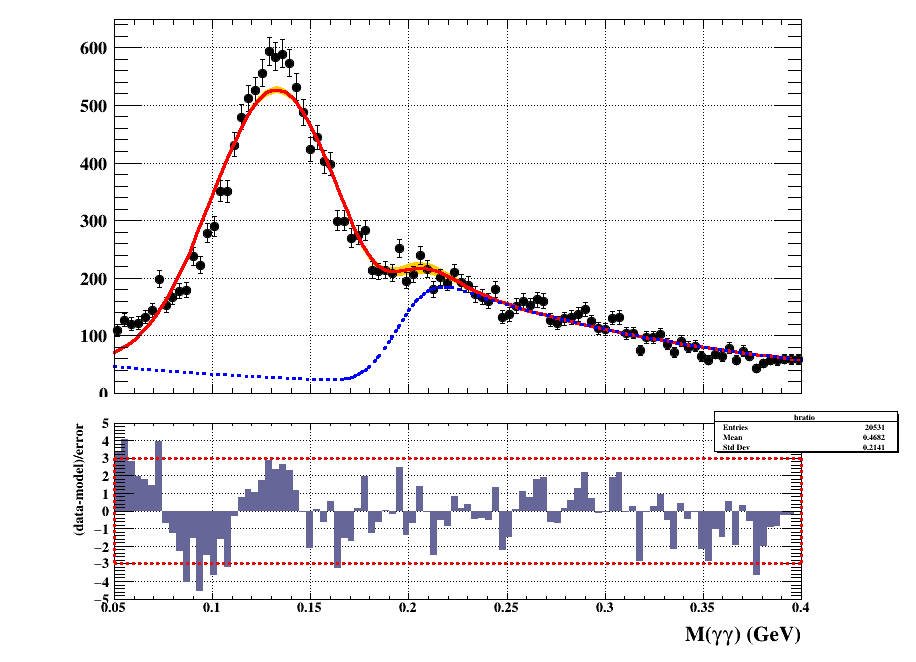 600
500
400
300
200
100
0
hratio
Entries 20531
Mean 0.4682
Std Dev 0.2141
(data-model)/error
5
4
3
2
1
0
−1
−2
−3
−4
−5
0.05 0.1 0.15 0.2 0.25 0.3 0.35 0.4
M(γγ) (GeV)